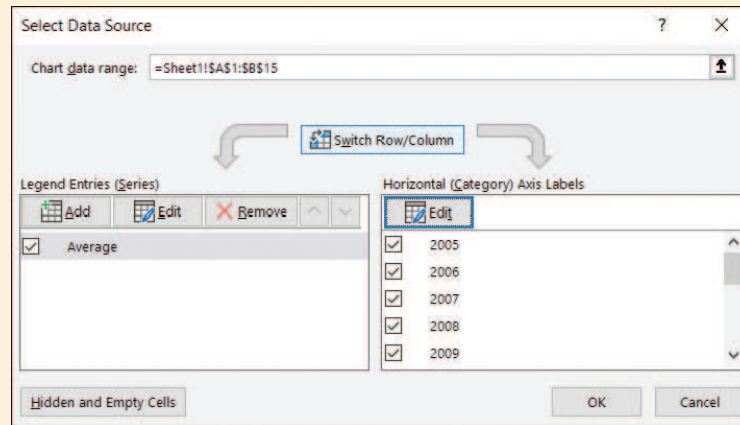 Select Data Source
Chart data range: =Sheet1!$A$1:$B$15
Switch Row/Column
Legend Entries (Series)
Add Edit Remove
Average
Horizontal (Category) Axis Labels
Edit
2005
2006
2007
2008
2009
Hidden and Empty Cells
OK Cancel